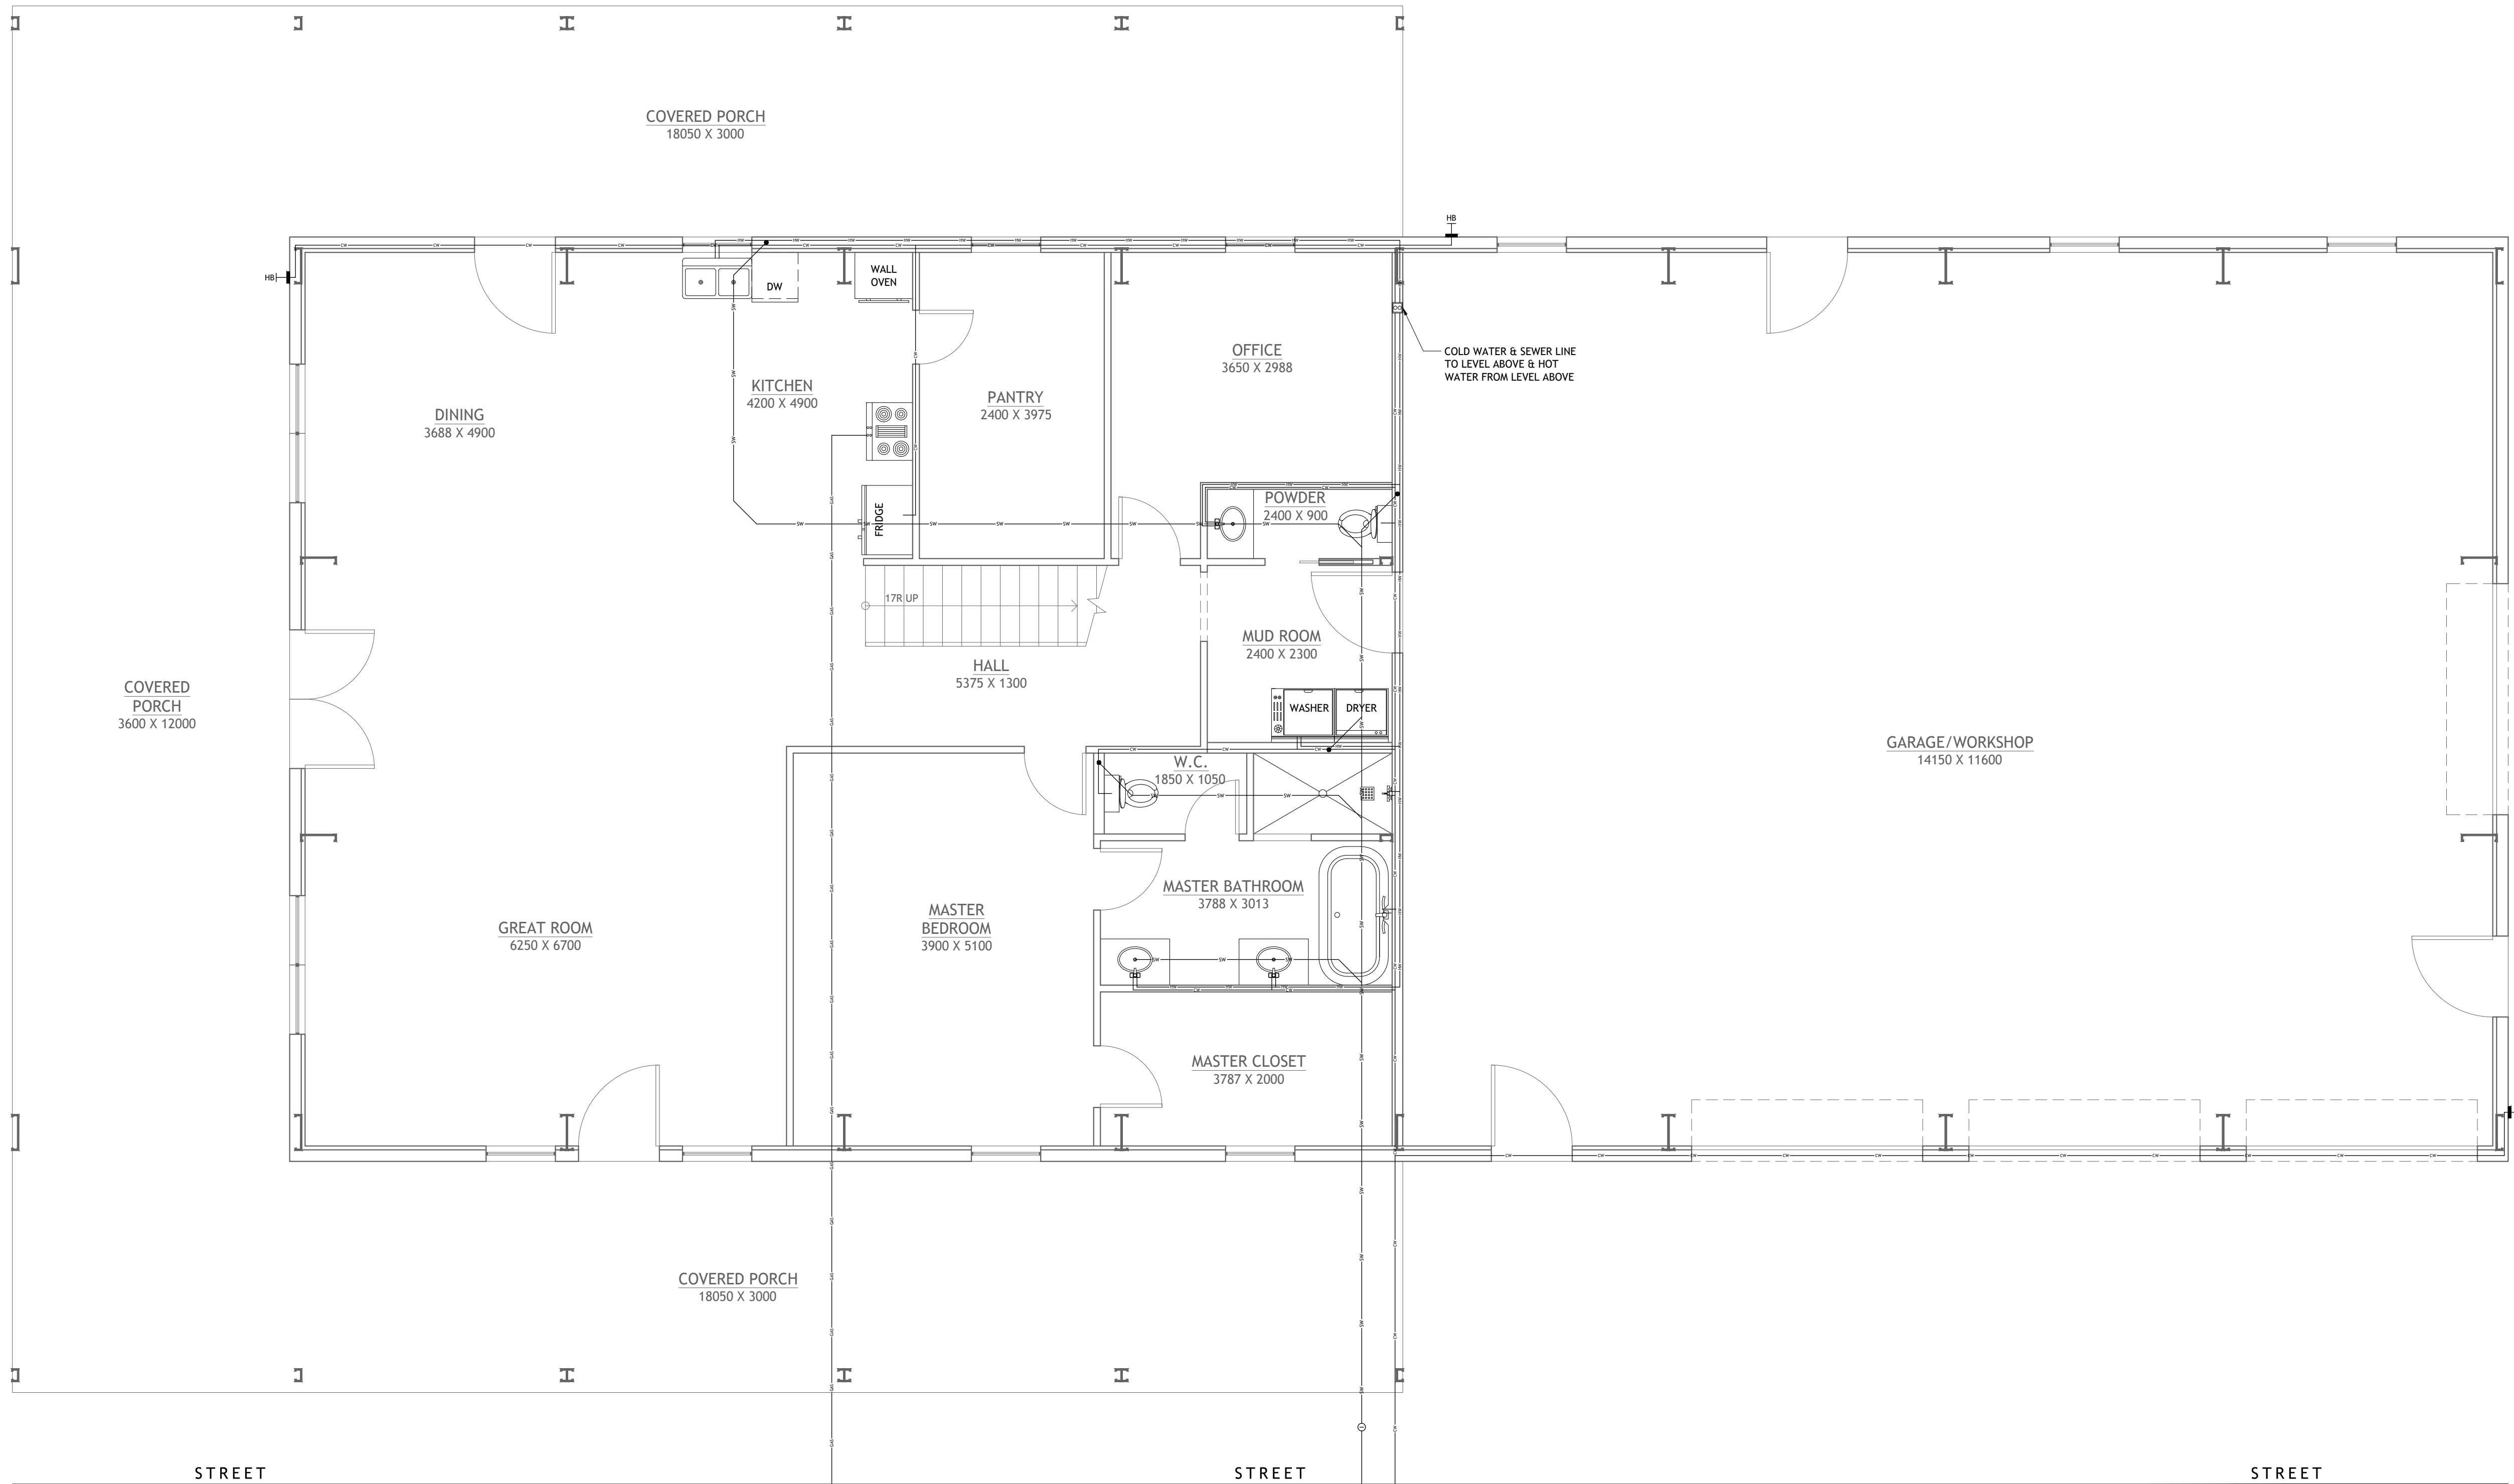 COVERED PORCH
18050 X 3000
HB
HB
WALL
OVEN
DW
COLD WATER & SEWER LINE
TO LEVEL ABOVE & HOT
WATER FROM LEVEL ABOVE
OFFICE
3650 X 2988
KITCHEN
4200 X 4900
PANTRY
2400 X 3975
DINING
3688 X 4900
FRIDGE
POWDER
2400 X 900
17R UP
MUD ROOM
2400 X 2300
HALL
5375 X 1300
COVERED
PORCH
3600 X 12000
WASHER
DRYER
GARAGE/WORKSHOP
14150 X 11600
W.C.
1850 X 1050
MASTER BATHROOM
3788 X 3013
MASTER
BEDROOM
3900 X 5100
GREAT ROOM
6250 X 6700
MASTER CLOSET
3787 X 2000
COVERED PORCH
18050 X 3000
STREET
STREET
STREET
CW
HW
SW
GAS